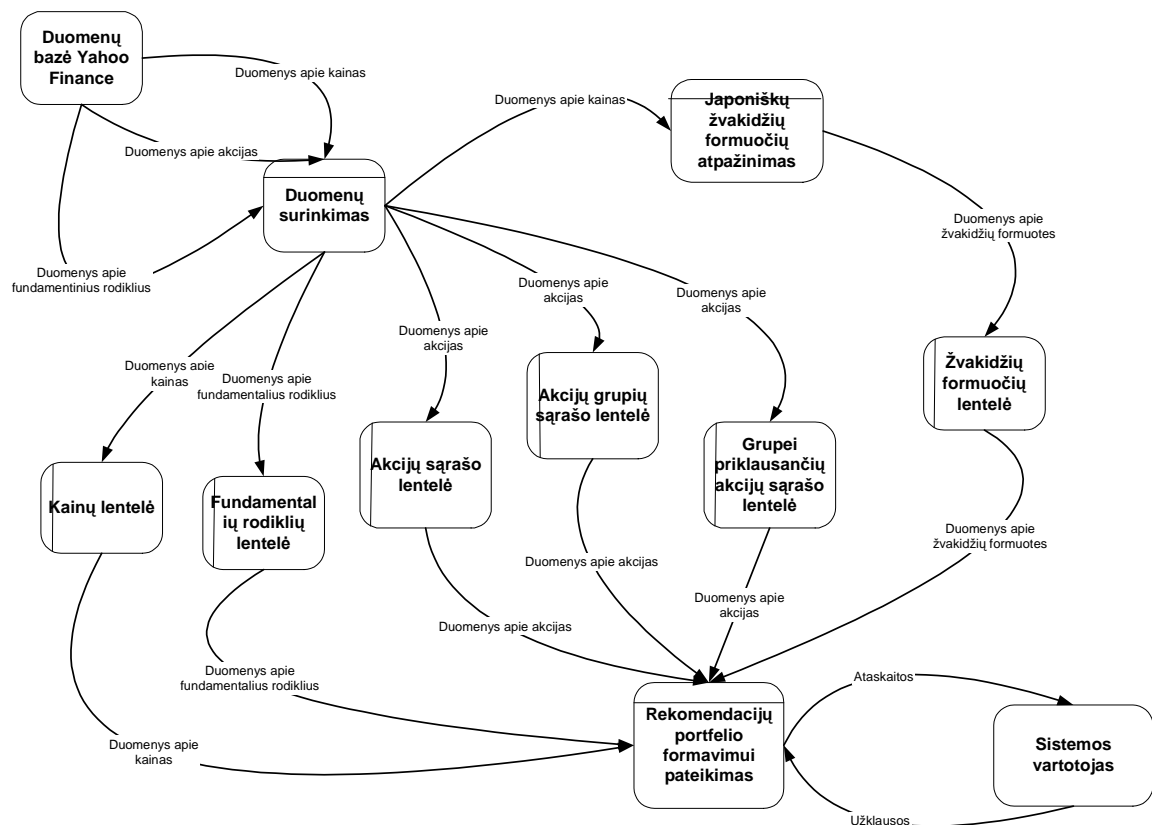 Duomenų
bazė Yahoo
Finance
Duomenys apie kainas
Duomenys apie kainas
Japoniškų
žvakidžių
formuočių
atpažinimas
Duomenys apie akcijas
Duomenų
surinkimas
Duomenys apie
žvakidžių formuotes
Duomenys apie
fundamentinius rodiklius
Duomenys apie
akcijas
Duomenys apie
akcijas
Duomenys apie
akcijas
Duomenys apie
kainas
Duomenys apie
fundamentalius rodiklius
Akcijų grupių
sąrašo lentelė
Žvakidžių
formuočių
lentelė
Kainų lentelė
Fundamental
ių rodiklių
lentelė
Akcijų sąrašo
lentelė
Grupei
priklausančių
akcijų sąrašo
lentelė
Duomenys apie
žvakidžių formuotes
Duomenys apie akcijas
Duomenys apie
akcijas
Duomenys apie akcijas
Duomenys apie
fundamentalius rodiklius
Duomenys apie
kainas
Rekomendacijų
portfelio
formavimui
pateikimas
Ataskaitos
Sistemos
vartotojas
Užklausos